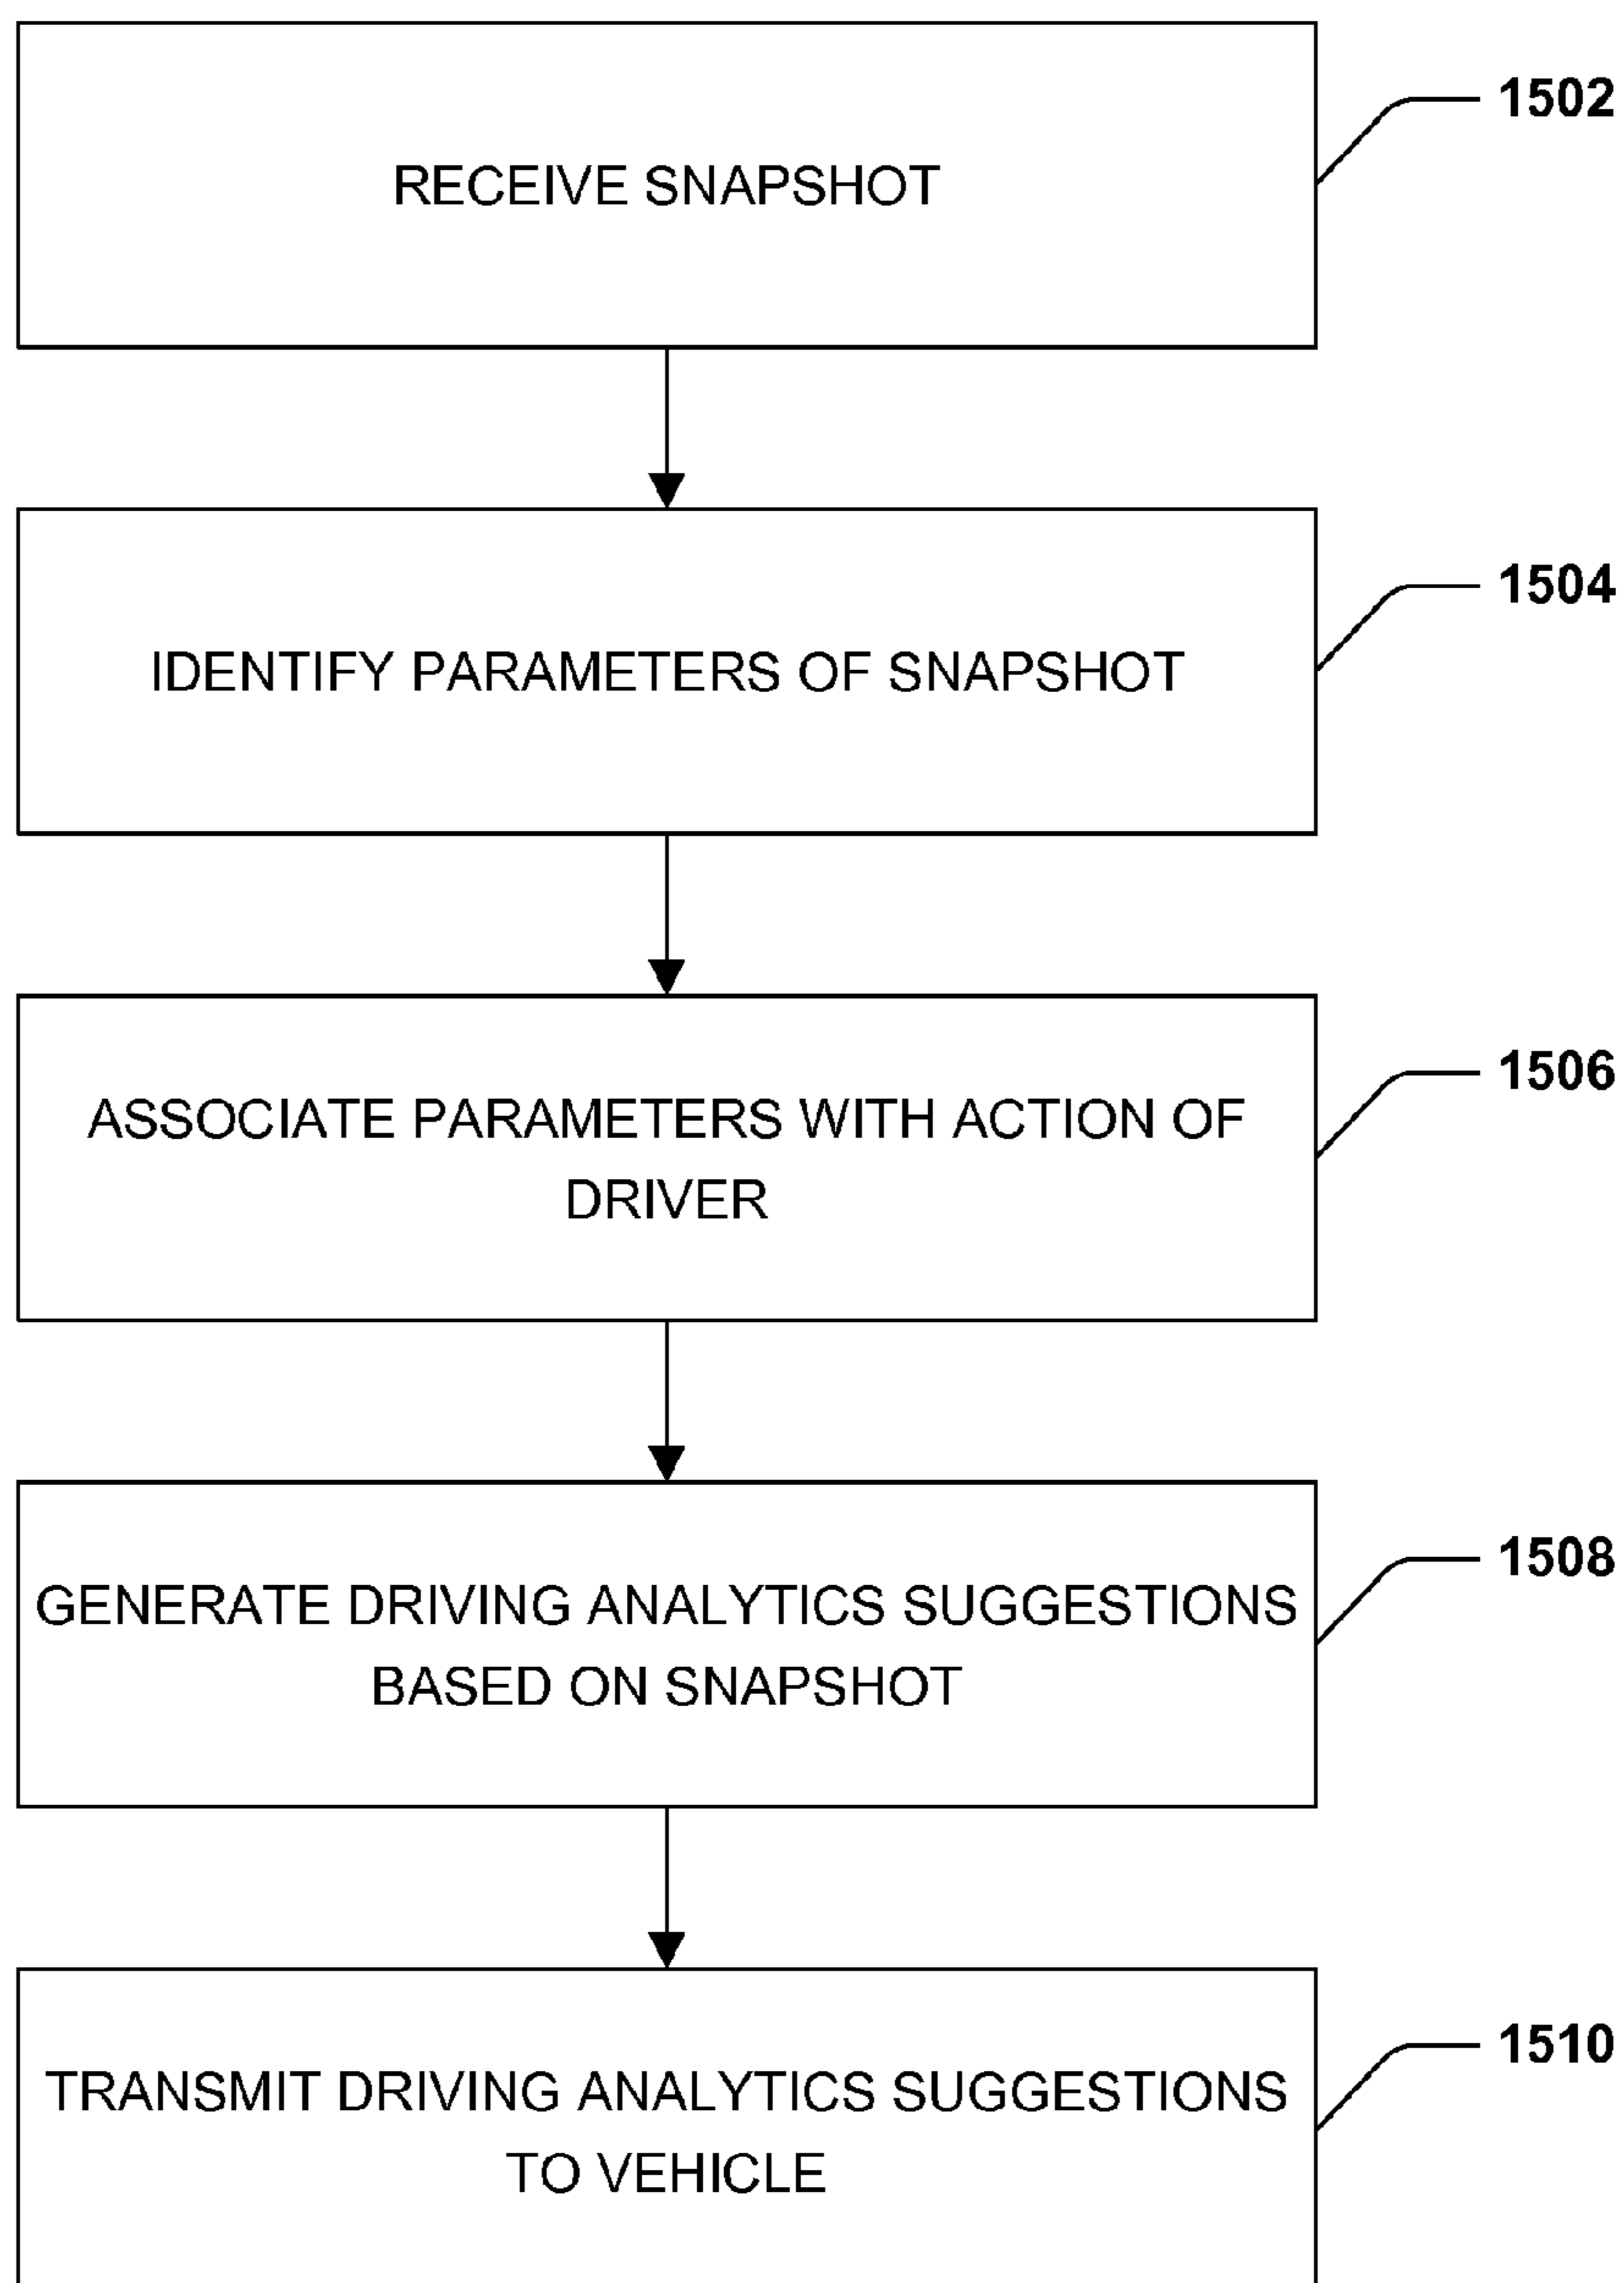 RECEIVE SNAPSHOT
1502
IDENTIFY PARAMETERS OF SNAPSHOT
1504
ASSOCIATE PARAMETERS WITH ACTION OF
DRIVER
1506
GENERATE DRIVING ANALYTICS SUGGESTIONS
BASED ON SNAPSHOT
1508
TRANSMIT DRIVING ANALYTICS SUGGESTIONS
TO VEHICLE
1510